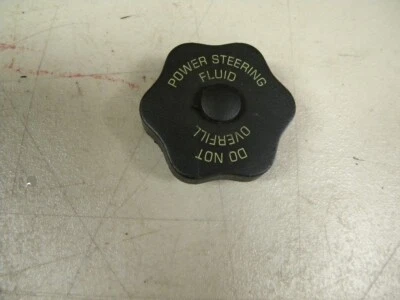 POWER STEERING
FLUID
DO NOT
OVERFILL